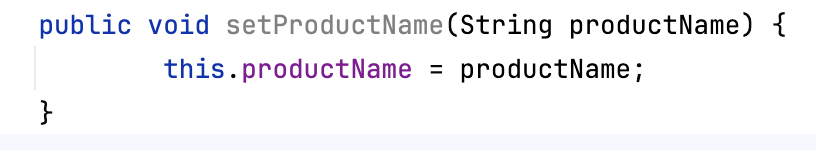 public void setProductName(String productName) {
        this.productName = productName;
}